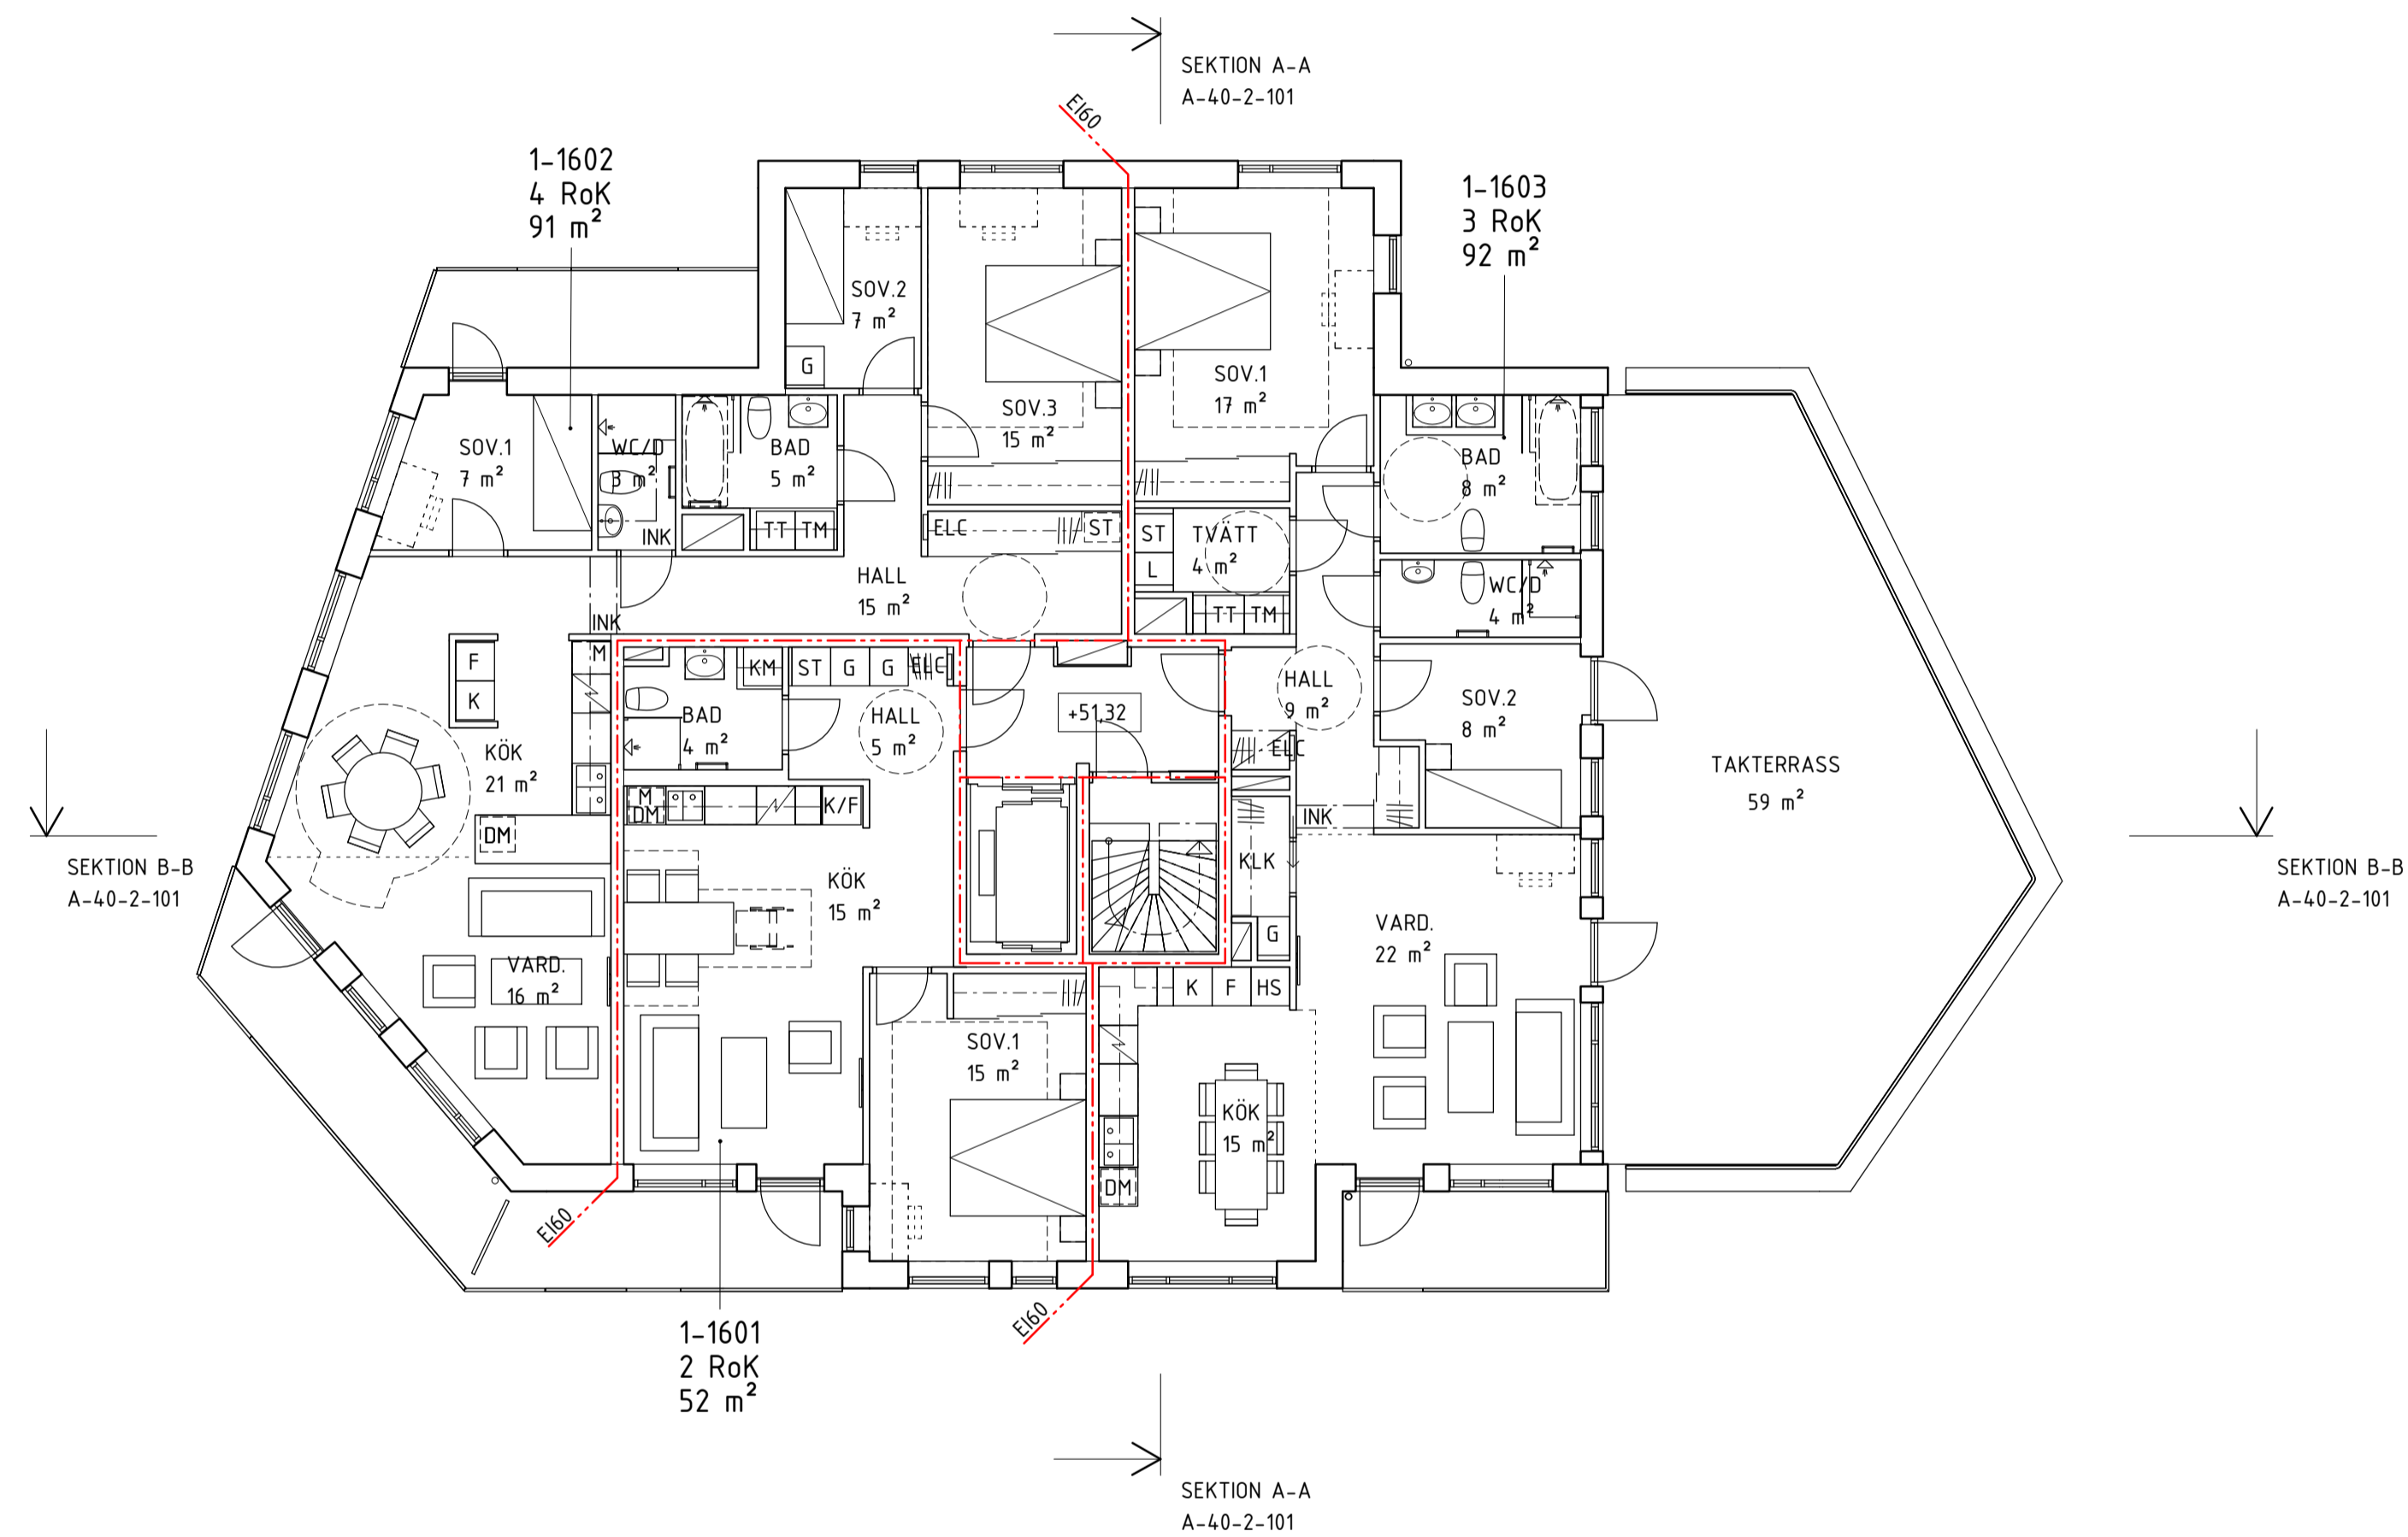 SEKTION A-A
A-40-2-101
EI60
1-1602
4 RoK
91 m²
1-1603
3 RoK
92 m²
SOV.2
7 m²
G
SOV.3
15 m²
SOV.1
17 m²
SOV.1
7 m²
WC/D
3 m²
INK
BAD
5 m²
TT
TM
ELC
ST
ST
L
TVÄTT
4 m²
TT
TM
BAD
8 m²
WC/D
4 m²
HALL
15 m²
INK
M
F
K
KÖK
21 m²
DM
KM
ST
G
G
ELC
BAD
4 m²
HALL
5 m²
+51,32
HALL
9 m²
ELC
SOV.2
8 m²
TAKTERRASS
59 m²
M
DM
K/F
INK
KLK
G
SEKTION B-B
A-40-2-101
SEKTION B-B
A-40-2-101
KÖK
15 m²
VARD.
16 m²
VARD.
22 m²
K
F
HS
SOV.1
15 m²
KÖK
15 m²
DM
EI60
EI60
1-1601
2 RoK
52 m²
SEKTION A-A
A-40-2-101